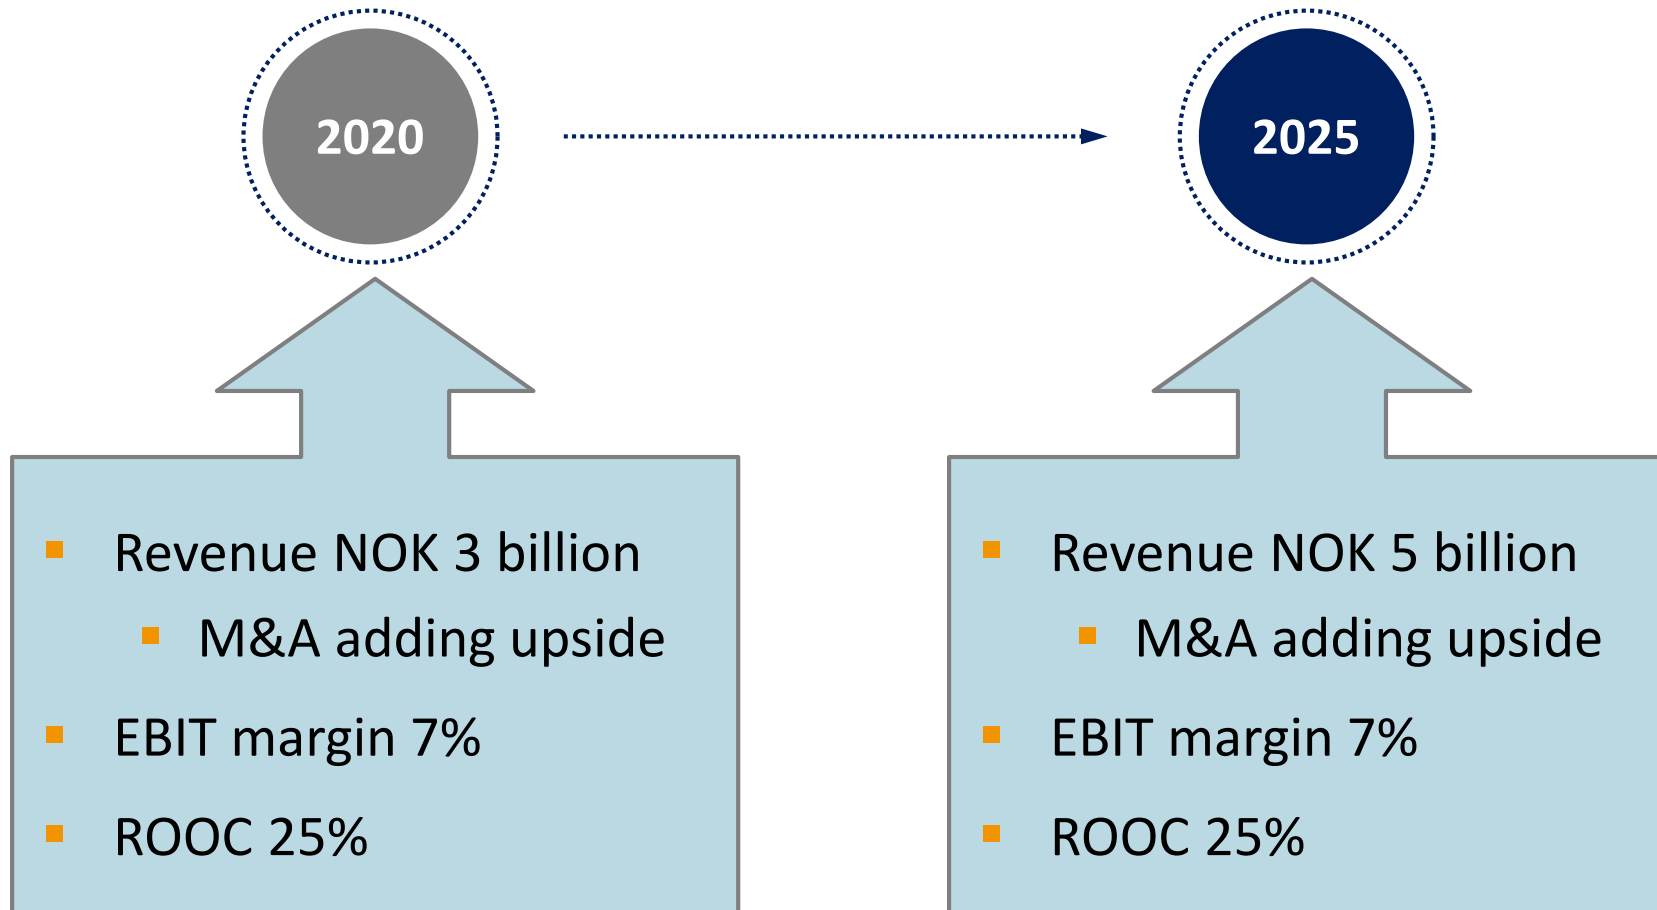 2020
2025
Revenue NOK 3 billion
M&A adding upside
EBIT margin 7%
ROOC 25%
Revenue NOK 5 billion
M&A adding upside
EBIT margin 7%
ROOC 25%